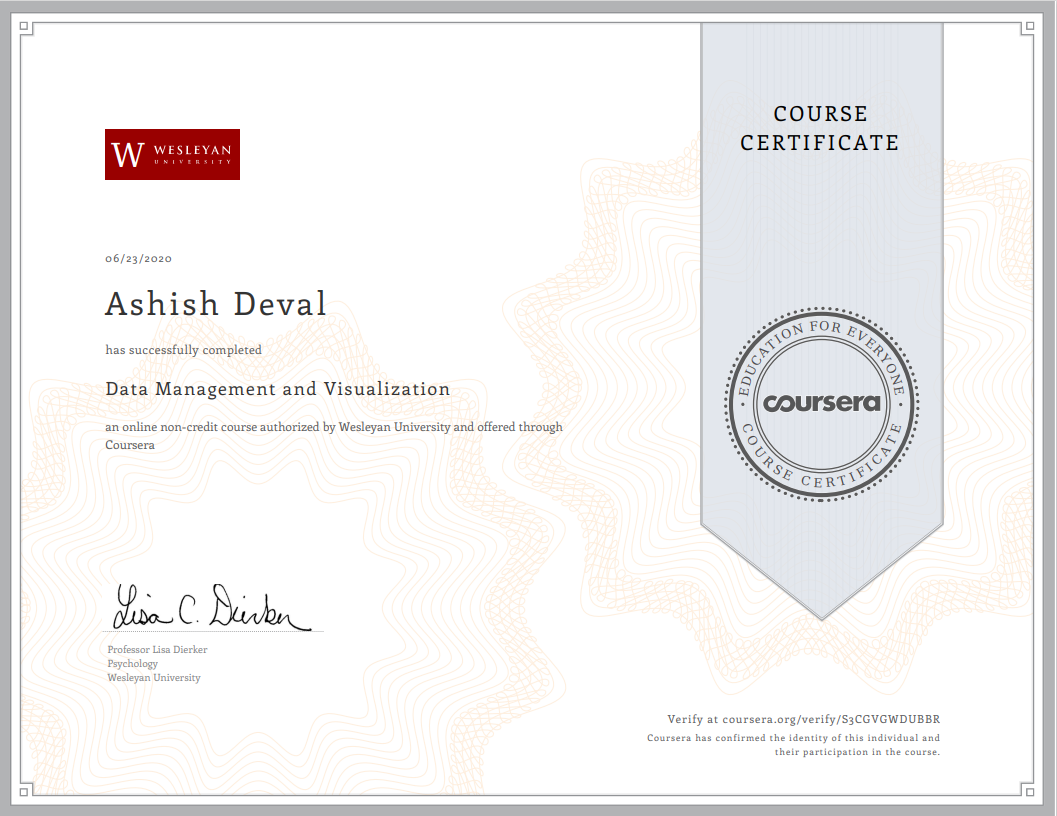 COURSE
CERTIFICATE
W WESLEYAN
UNIVERSITY
06/23/2020
Ashish Deval
has successfully completed
Data Management and Visualization
an online non-credit course authorized by Wesleyan University and offered through
Coursera
EDUCATION FOR EVERYONE
coursera
COURSE CERTIFICATE
Lisa C. Dierker
Professor Lisa Dierker
Psychology
Wesleyan University
Verify at coursera.org/verify/S3CGVGWDUBBR
Coursera has confirmed the identity of this individual and
their participation in the course.